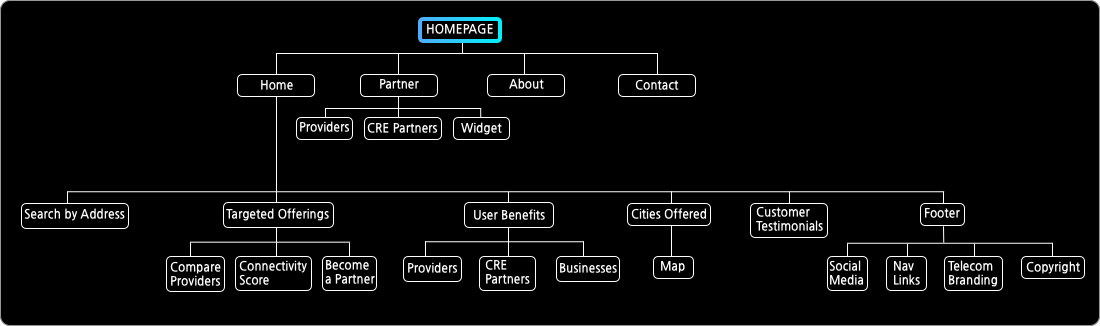 HOMEPAGE
Home
Partner
About
Contact
Providers
CRE Partners
Widget
Search by Address
Targeted Offerings
User Benefits
Cities Offered
Customer
Testimonials
Footer
Compare
Providers
Connectivity
Score
Become
a Partner
Providers
CRE
Partners
Businesses
Map
Social
Media
Nav
Links
Telecom
Branding
Copyright